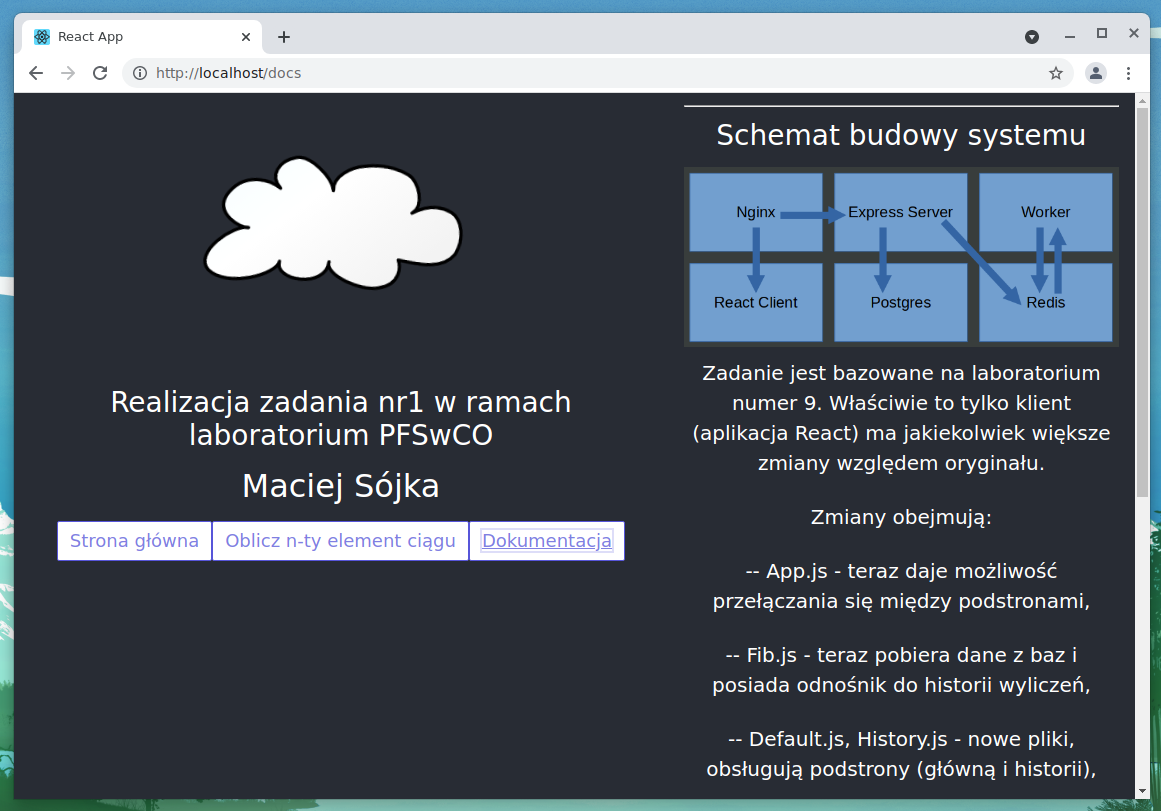 React App
http://localhost/docs
Realizacja zadania nr1 w ramach
laboratorium PFSwCO
Maciej Sójka
Strona główna
Oblicz n-ty element ciągu
Dokumentacja
Schemat budowy systemu
Nginx
Express Server
Worker
React Client
Postgres
Redis
Zadanie jest bazowane na laboratorium
numer 9. Właściwie to tylko klient
(aplikacja React) ma jakiekolwiek większe
zmiany względem oryginału.
Zmiany obejmują:
-- App.js - teraz daje możliwość
przełączania się między podstronami,
-- Fib.js - teraz pobiera dane z baz i
posiada odnośnik do historii wyliczeń,
-- Default.js, History.js - nowe pliki,
obsługują podstrony (główną i historii),